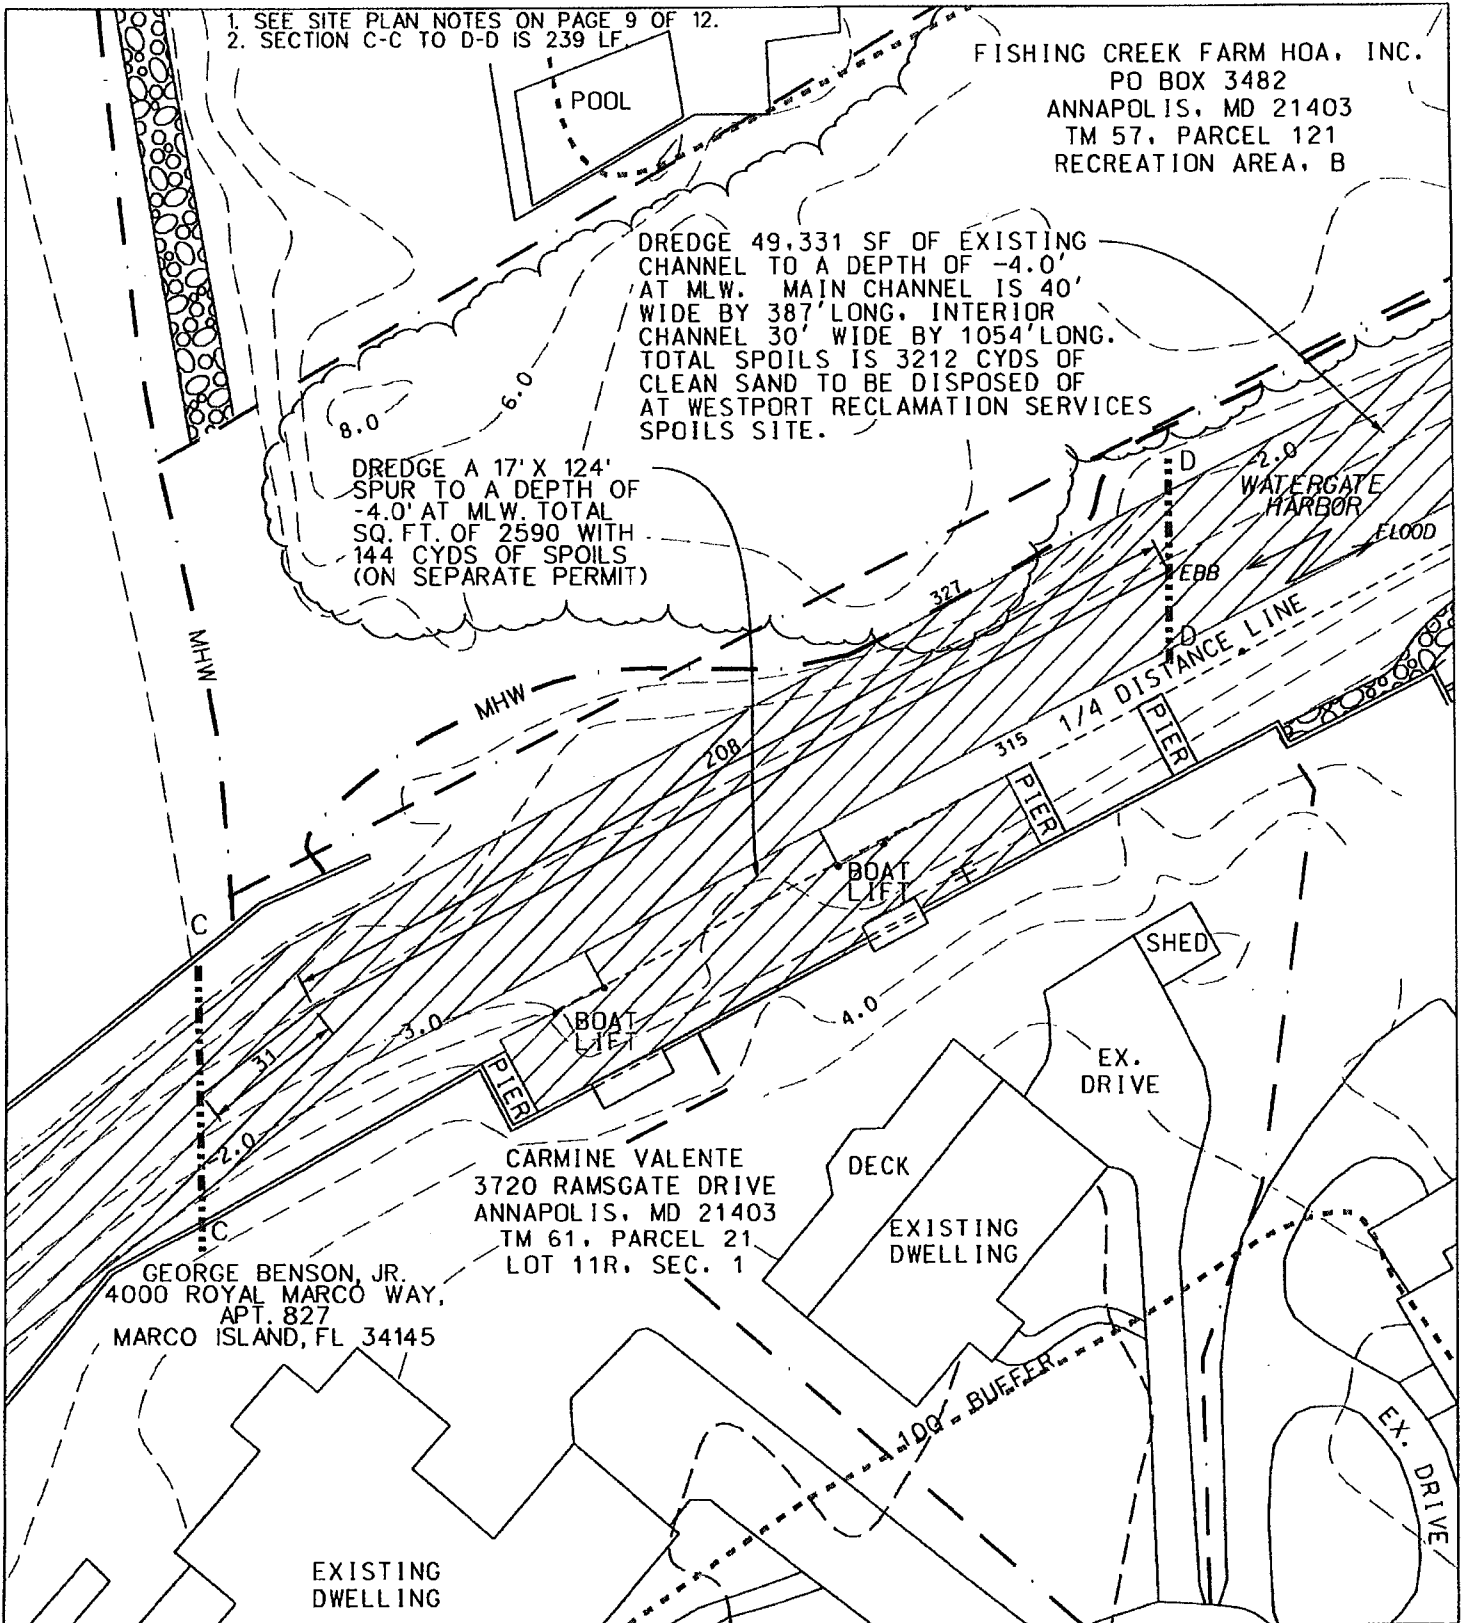 1. SEE SITE PLAN NOTES ON PAGE 9 OF 12.
2. SECTION C-C TO D-D IS 239 LF
POOL
FISHING CREEK FARM HOA, INC.
PO BOX 3482
ANNAPOLIS, MD 21403
TM 57, PARCEL 121
RECREATION AREA, B
DREDGE 49,331 SF OF EXISTING
CHANNEL TO A DEPTH OF -4.0'
AT MLW. MAIN CHANNEL IS 40'
WIDE BY 387' LONG, INTERIOR
CHANNEL 30' WIDE BY 1054' LONG.
TOTAL SPOILS IS 3212 CYDS OF
CLEAN SAND TO BE DISPOSED OF
AT WESTPORT RECLAMATION SERVICES
SPOILS SITE.
6.0
8.0
DREDGE A 17' X 124'
SPUR TO A DEPTH OF
-4.0' AT MLW. TOTAL
SQ. FT. OF 2590 WITH
144 CYDS OF SPOILS
(ON SEPARATE PERMIT)
D
-2.0
WATERGATE
HARBOR
FLOOD
EBB
327
D
1/4 DISTANCE LINE
MHW
MHW
208
315
PIER
PIER
BOAT
LIFT
C
SHED
-3.0
BOAT
LIFT
4.0
31
PIER
EX.
DRIVE
-2.0
C
CARMINE VALENTE
3720 RAMSGATE DRIVE
ANNAPOLIS, MD 21403
TM 61, PARCEL 21
LOT 11R, SEC. 1
DECK
EXISTING
DWELLING
GEORGE BENSON, JR.
4000 ROYAL MARCO WAY,
APT. 827
MARCO ISLAND, FL 34145
100 BUFFER
EX. DRIVE
EXISTING
DWELLING